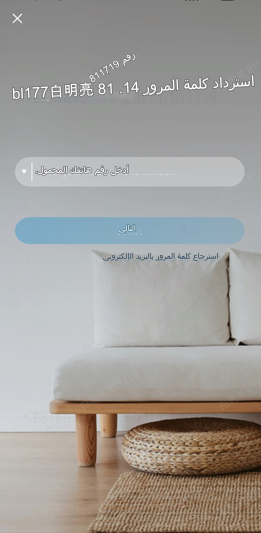 رقم 811719
استرداد كلمة المرور 14. 81 bl177白明亮
أدخل رقم هاتفك المحمول.
التالي
استرجاع كلمة المرور بالبريد الإلكتروني